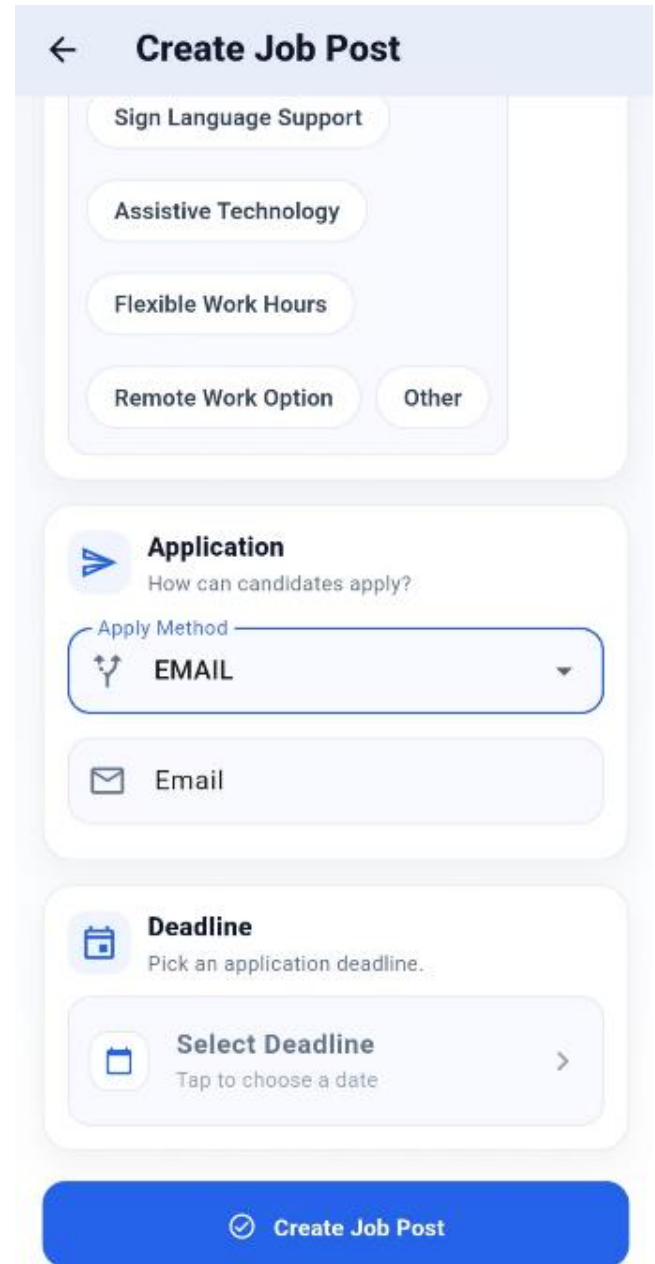 Create Job Post
Sign Language Support
Assistive Technology
Flexible Work Hours
Remote Work Option
Other
Application
How can candidates apply?
Apply Method
EMAIL
Email
Deadline
Pick an application deadline.
Select Deadline
Tap to choose a date
Create Job Post